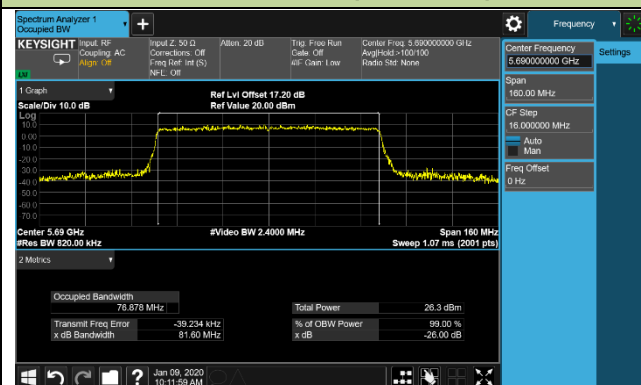 Spectrum Analyzer 1
Occupied BW
Frequency
KEYSIGHT
Input: RF
Coupling: AC
Align: Off
Input Z: 50 Ω
Corrections: Off
Freq Ref: Int (S)
NFE: Off
Atten: 20 dB
Trig: Free Run
Gate: Off
#IF Gain: Low
Center Freq: 5.690000000 GHz
Avg|Hold:>100/100
Radio Std: None
LM
Center Frequency
5.690000000 GHz
Settings
Span
160.00 MHz
CF Step
16.000000 MHz
Auto
Man
Freq Offset
0 Hz
1 Graph
Scale/Div 10.0 dB
Ref Lvl Offset 17.20 dB
Ref Value 20.00 dBm
Log
10.0
0.00
-10.0
-20.0
-30.0
-40.0
-50.0
-60.0
-70.0
Center 5.69 GHz
#Res BW 820.00 kHz
#Video BW 2.4000 MHz
Span 160 MHz
Sweep 1.07 ms (2001 pts)
2 Metrics
Occupied Bandwidth
76.878 MHz
Total Power 26.3 dBm
Transmit Freq Error -39.234 kHz
% of OBW Power 99.00 %
x dB Bandwidth 81.60 MHz
x dB -26.00 dB
?
Jan 09, 2020
10:11:59 AM